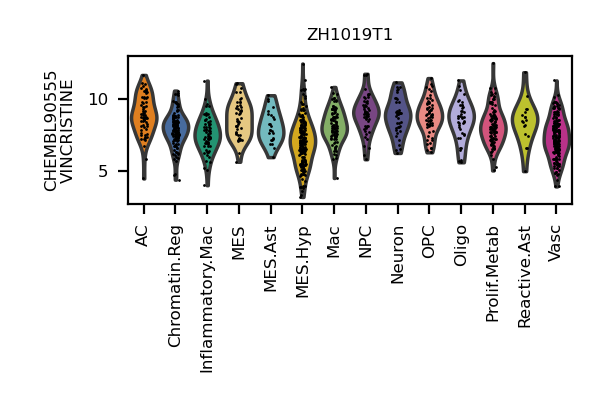 ZH1019T1
CHEMBL90555
VINCRISTINE
10
5
AC
Chromatin.Reg
Inflammatory.Mac
MES
MES.Ast
MES.Hyp
Mac
NPC
Neuron
OPC
Oligo
Prolif.Metab
Reactive.Ast
Vasc